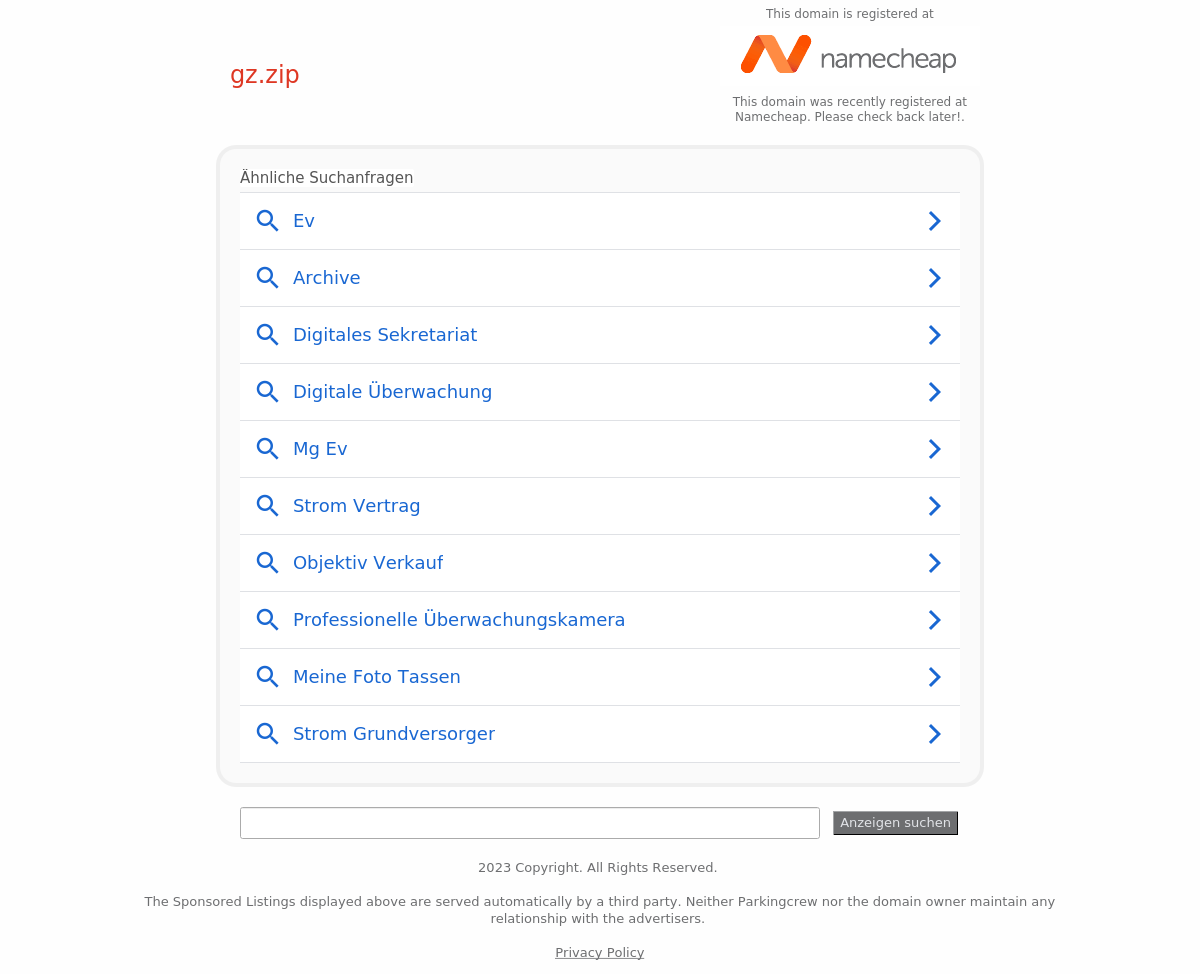 This domain is registered at
namecheap
gz.zip
This domain was recently registered at
Namecheap. Please check back later!.
Ähnliche Suchanfragen
Ev
Archive
Digitales Sekretariat
Digitale Überwachung
Mg Ev
Strom Vertrag
Objektiv Verkauf
Professionelle Überwachungskamera
Meine Foto Tassen
Strom Grundversorger
Anzeigen suchen
2023 Copyright. All Rights Reserved.
The Sponsored Listings displayed above are served automatically by a third party. Neither Parkingcrew nor the domain owner maintain any
relationship with the advertisers.
Privacy Policy